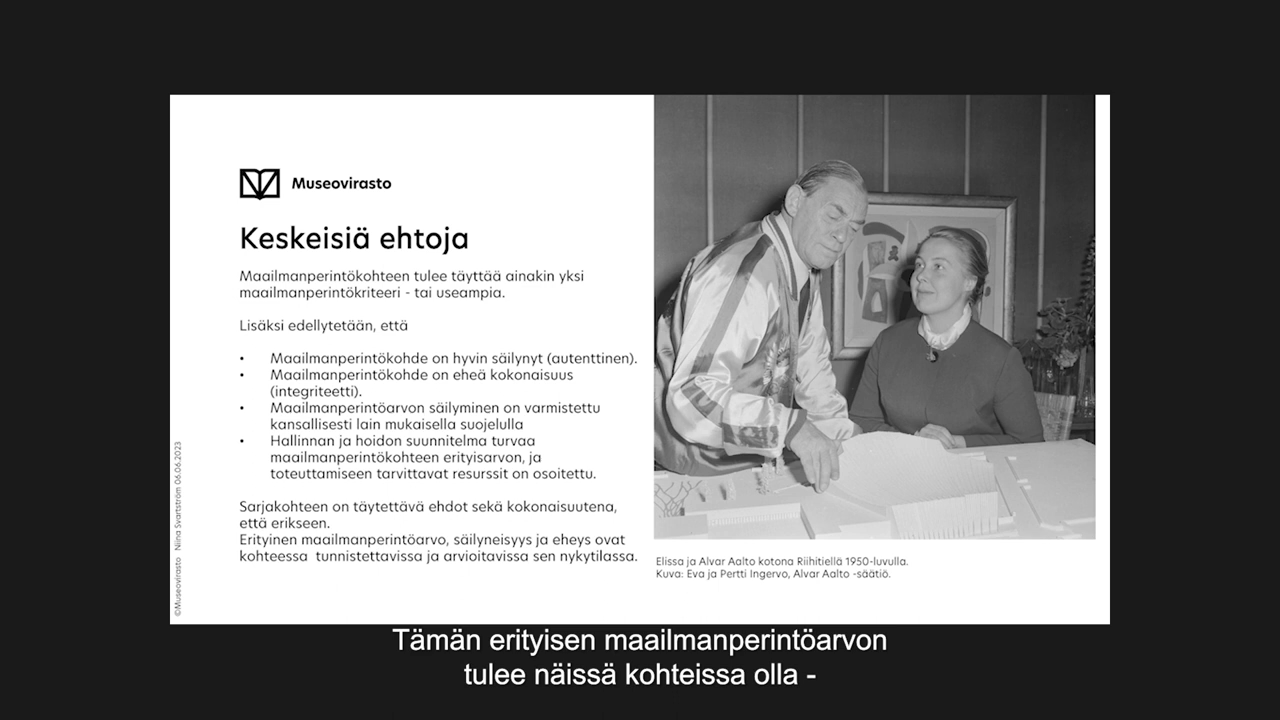 Museovirasto
Keskeisiä ehtoja
Maailmanperintökohteen tulee täyttää ainakin yksi
maailmanperintökriteeri - tai useampia.
Lisäksi edellytetään, että
• Maailmanperintökohde on hyvin säilynyt (autenttinen).
• Maailmanperintökohde on eheä kokonaisuus
(integriteetti).
• Maailmanperintöarvon säilyminen on varmistettu
kansallisesti lain mukaisella suojelulla
• Hallinnan ja hoidon suunnitelma turvaa
maailmanperintökohteen erityisarvon, ja
toteuttamiseen tarvittavat resurssit on osoitettu.
Sarjakohteen on täytettävä ehdot sekä kokonaisuutena,
että erikseen.
Erityinen maailmanperintöarvo, säilyneisyys ja eheys ovat
kohteessa tunnistettavissa ja arvioitavissa sen nykytilassa.
©Museovirasto Niina Svartström 06.06.2023
Elissa ja Alvar Aalto kotona Riihitiellä 1950-luvulla.
Kuva: Eva ja Pertti Ingervo, Alvar Aalto -säätiö.
Tämän erityisen maailmanperintöarvon
tulee näissä kohteissa olla -